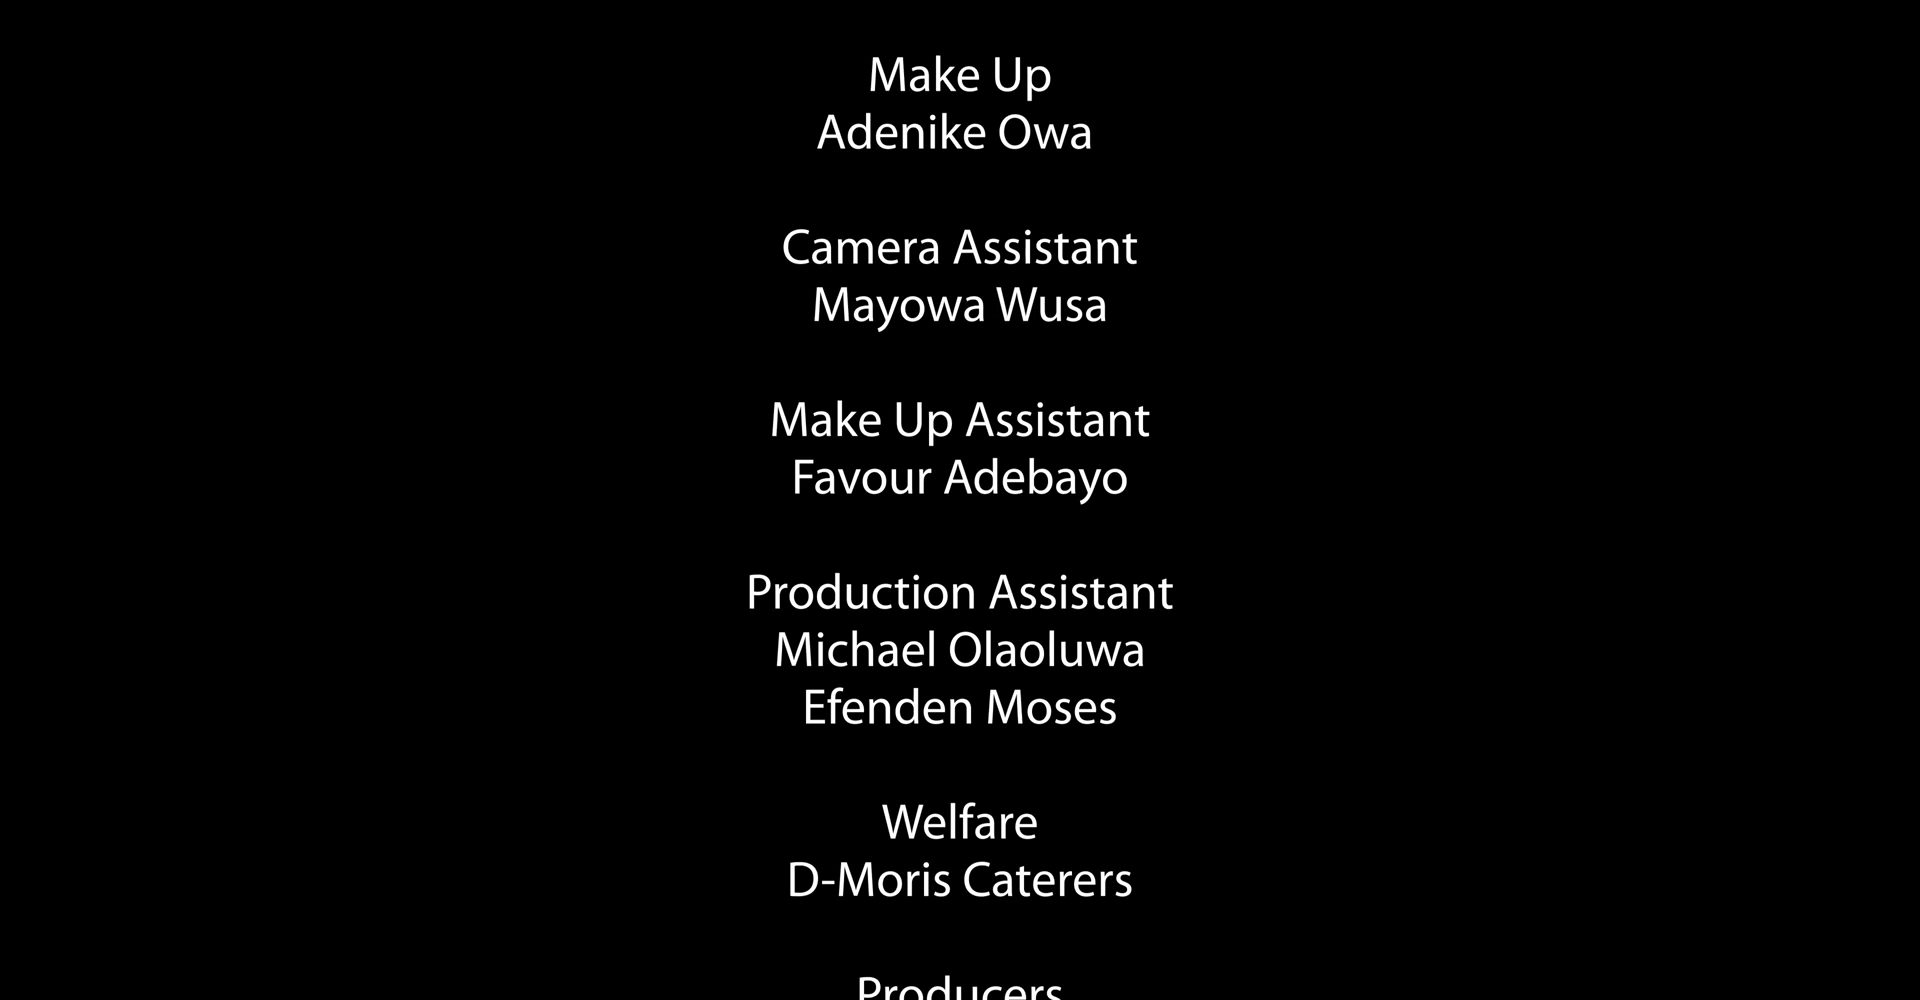 Make Up
Adenike Owa
Camera Assistant
Mayowa Wusa
Make Up Assistant
Favour Adebayo
Production Assistant
Michael Olaoluwa
Efenden Moses
Welfare
D-Moris Caterers
Producers